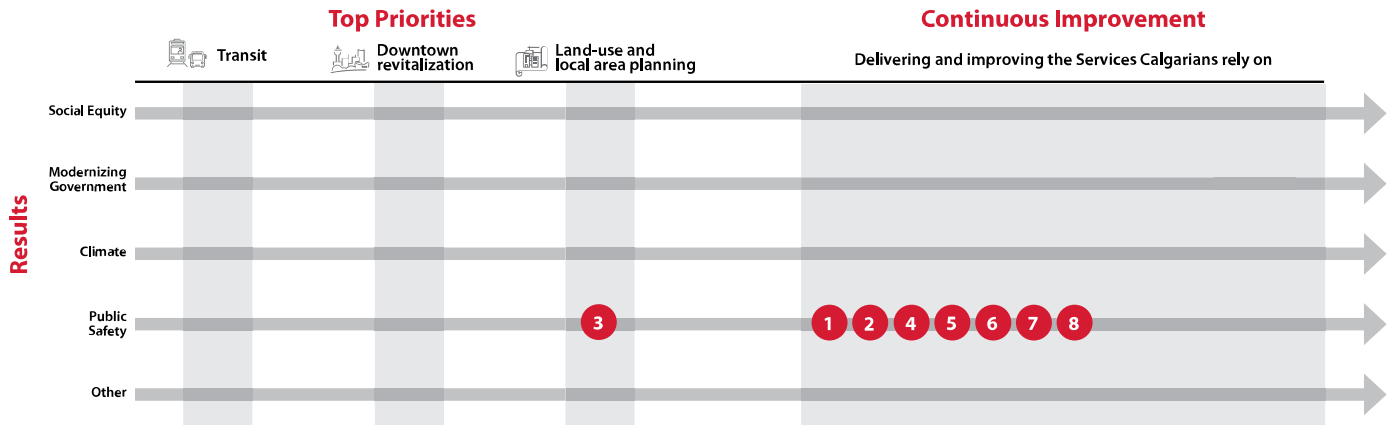 Top Priorities
Continuous Improvement
Transit
Downtown
revitalization
Land-use and
local area planning
Delivering and improving the Services Calgarians rely on
Results
Social Equity
Modernizing
Government
Climate
Public
Safety
3 1 2 4 5 6 7 8
Other